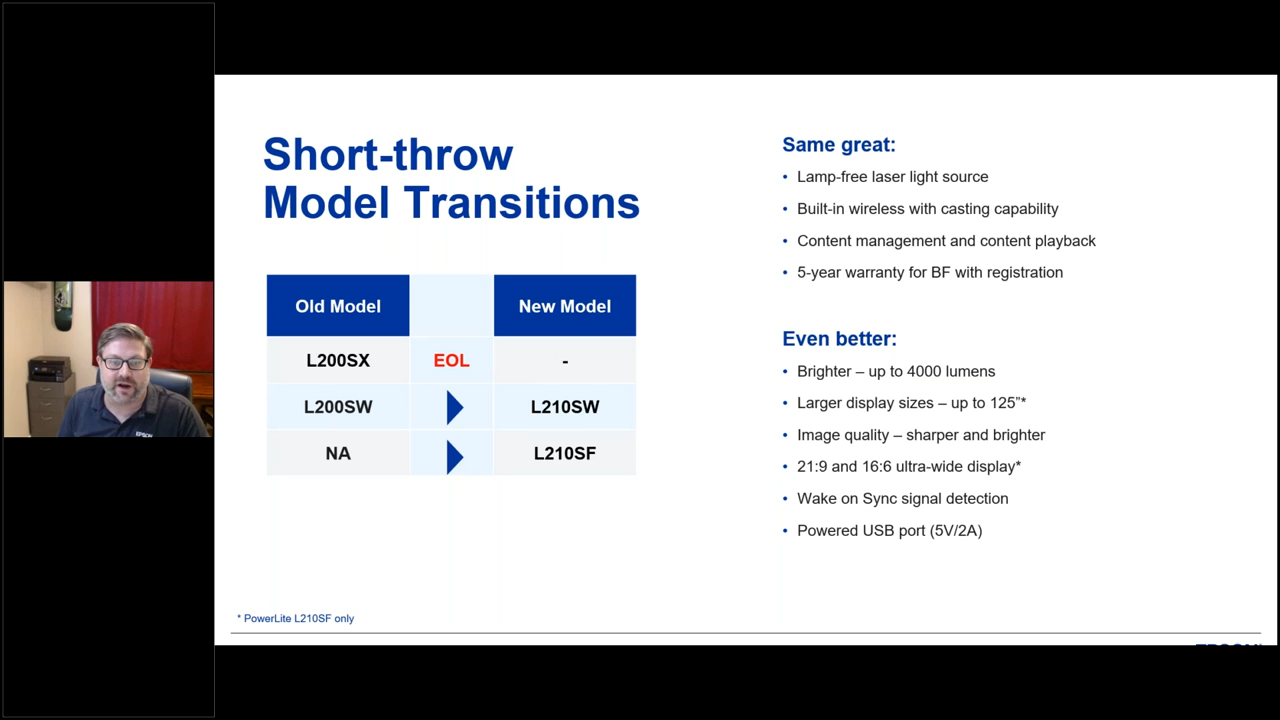 Short-throw
Model Transitions
Old Model New Model
L200SX EOL -
L200SW L210SW
NA L210SF
Same great:
• Lamp-free laser light source
• Built-in wireless with casting capability
• Content management and content playback
• 5-year warranty for BF with registration
Even better:
• Brighter – up to 4000 lumens
• Larger display sizes – up to 125”*
• Image quality – sharper and brighter
• 21:9 and 16:6 ultra-wide display*
• Wake on Sync signal detection
• Powered USB port (5V/2A)
* PowerLite L210SF only
EPSON